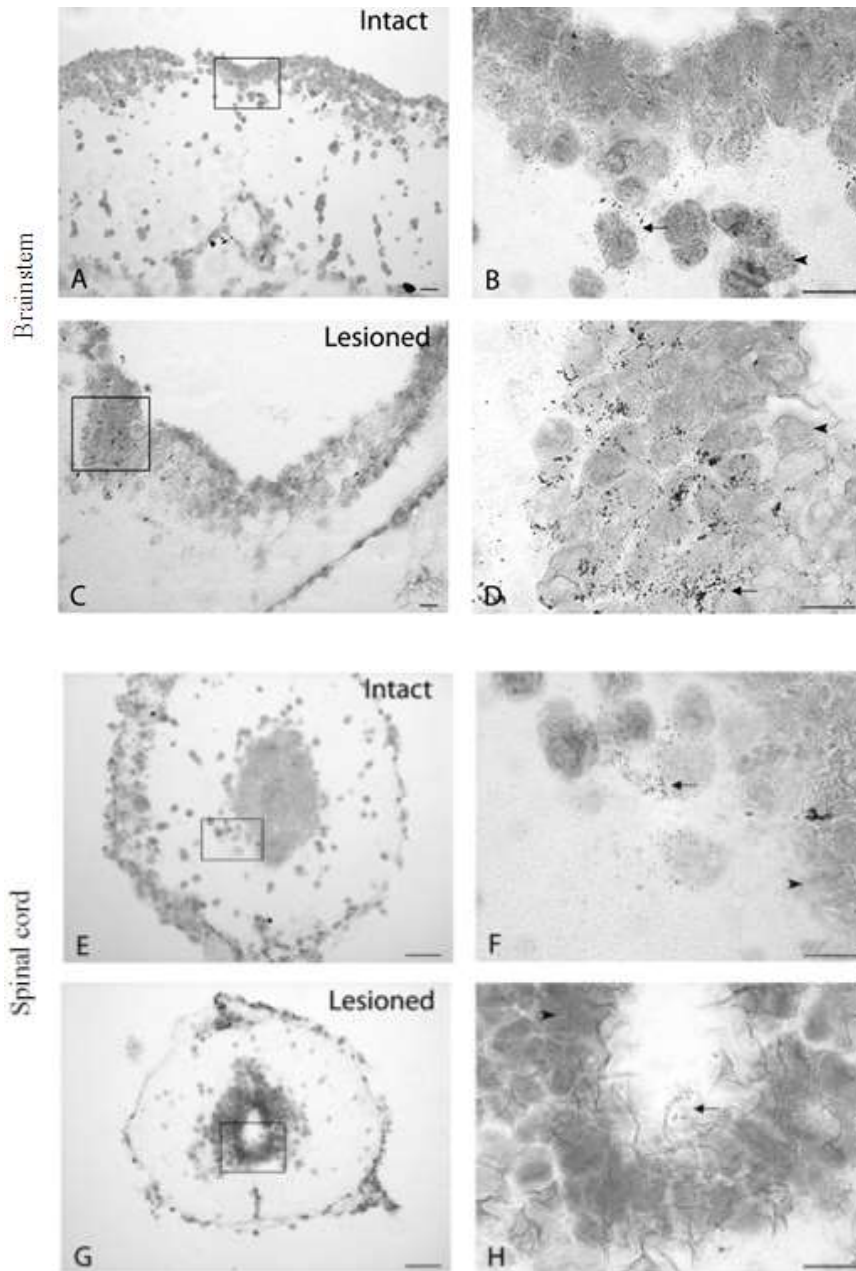 Intact
A
B
Brainstem
Lesioned
C
D
Intact
E
F
Spinal cord
Lesioned
G
H